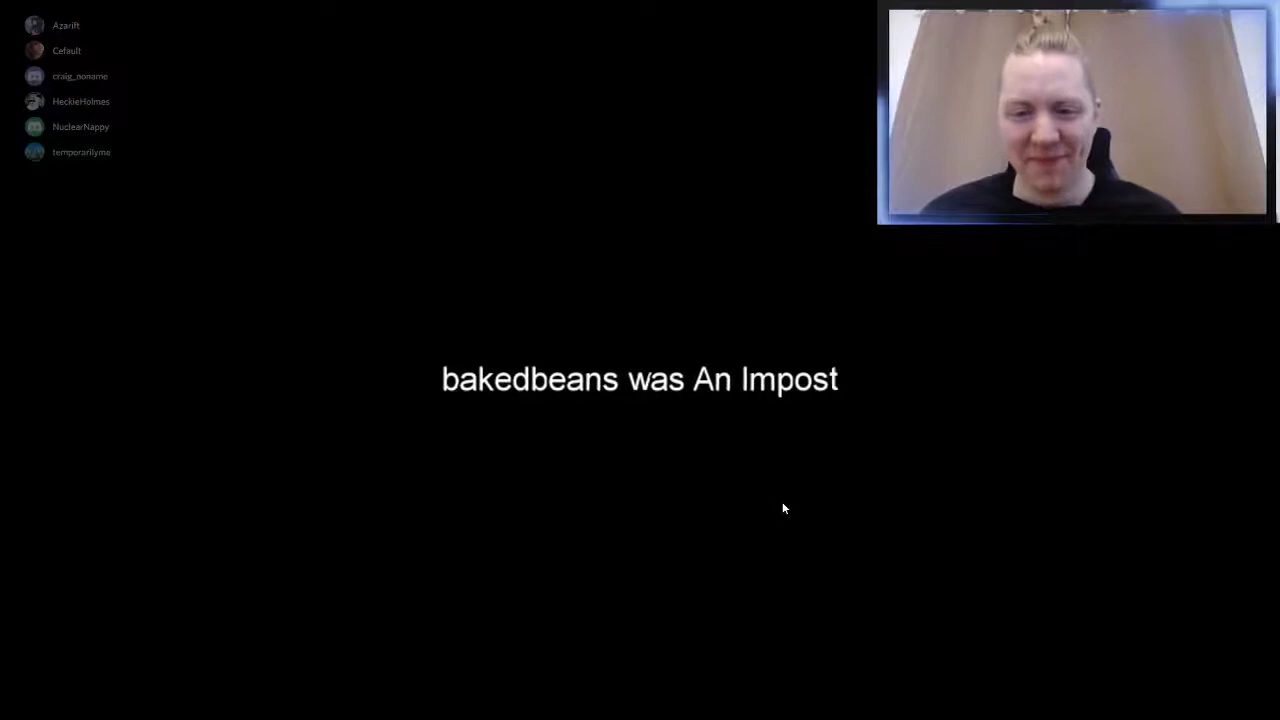 Azarift
Cefault
craig_noname
HeckieHolmes
NuclearNappy
temporarilyme
bakedbeans was An Impost